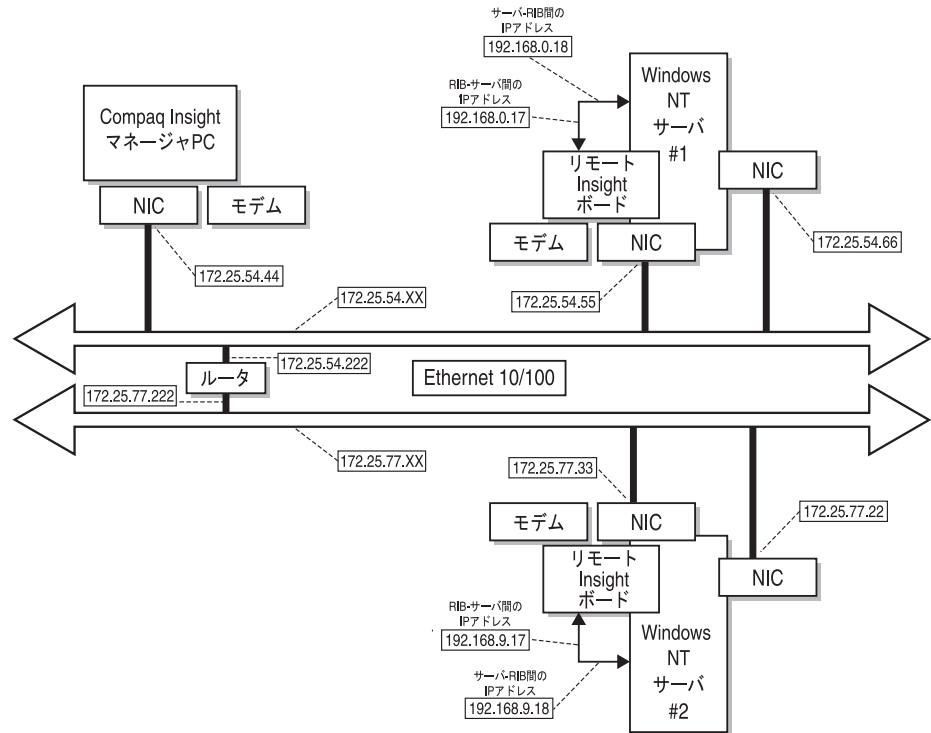 サーバ-RIB間の
IPアドレス
192.168.0.18
RIB-サーバ間の
IPアドレス
192.168.0.17
Windows
NT
サーバ
#1
Compaq Insight
マネージャPC
NIC
モデム
リモート
Insight
ボード
NIC
モデム
NIC
172.25.54.66
172.25.54.44
172.25.54.55
172.25.54.XX
172.25.54.222
ルータ
Ethernet 10/100
172.25.77.222
172.25.77.XX
172.25.77.33
172.25.77.22
モデム
NIC
リモート
Insight
ボード
NIC
RIB-サーバ間の
IPアドレス
192.168.9.17
Windows
NT
サーバ
#2
サーバ-RIB間の
IPアドレス
192.168.9.18